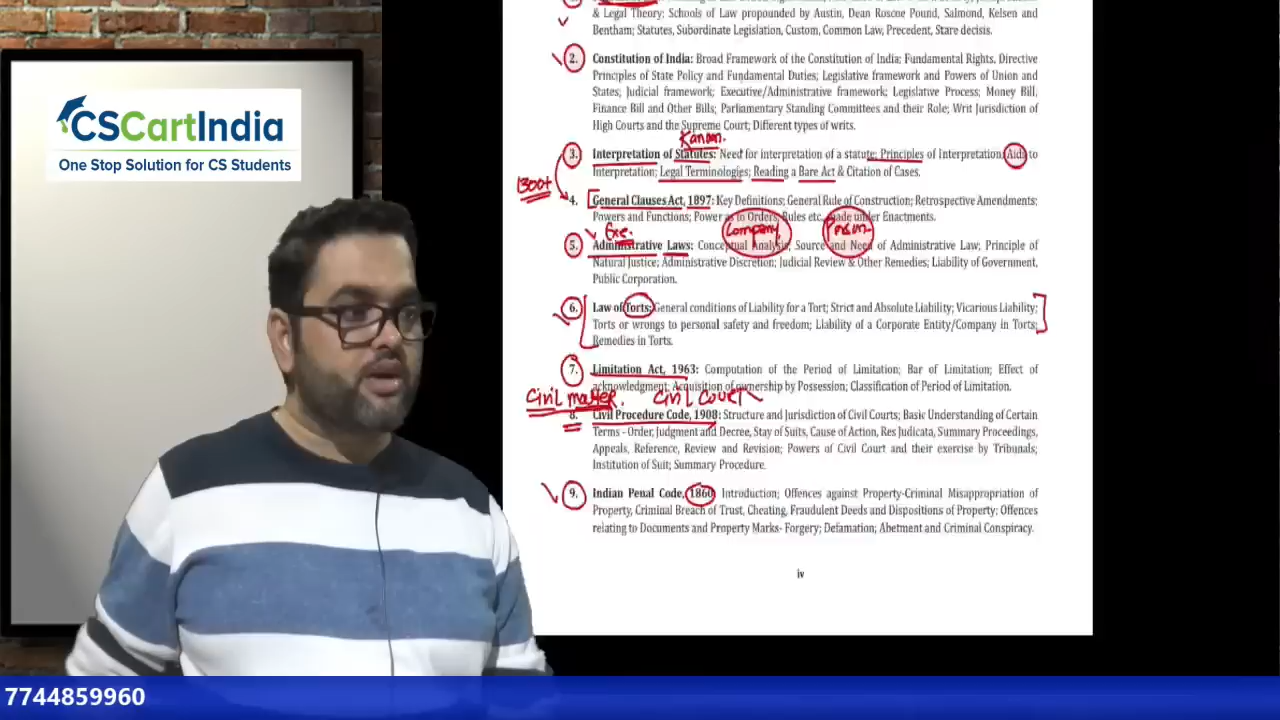 CSCartIndia
One Stop Solution for CS Students
& Legal Theory: Schools of Law propounded by Austin, Dean Roscoe Pound, Salmond, Kelsen and
Bentham; Statutes, Subordinate Legislation, Custom, Common Law, Precedent, Stare decisis.
2. Constitution of India: Broad Framework of the Constitution of India; Fundamental Rights, Directive
Principles of State Policy and Fundamental Duties; Legislative framework and Powers of Union and
States; Judicial framework; Executive/Administrative framework; Legislative Process; Money Bill,
Finance Bill and Other Bills; Parliamentary Standing Committees and their Role; Writ Jurisdiction of
High Courts and the Supreme Court; Different types of writs.
Kanoon.
3. Interpretation of Statutes: Need for interpretation of a statute; Principles of Interpretation; Aids to
Interpretation; Legal Terminologies; Reading a Bare Act & Citation of Cases.
1300+
4. General Clauses Act, 1897: Key Definitions; General Rule of Construction; Retrospective Amendments;
Powers and Functions; Power as to Orders, Rules etc. made under Enactments.
Exe. Company Person
5. Administrative Laws: Conceptual Analysis; Source and Need of Administrative Law; Principle of
Natural Justice; Administrative Discretion; Judicial Review & Other Remedies; Liability of Government,
Public Corporation.
6. Law of Torts: General conditions of Liability for a Tort; Strict and Absolute Liability; Vicarious Liability;
Torts or wrongs to personal safety and freedom; Liability of a Corporate Entity/Company in Torts;
Remedies in Torts.
7. Limitation Act, 1963: Computation of the Period of Limitation; Bar of Limitation; Effect of
acknowledgment; Acquisition of ownership by Possession; Classification of Period of Limitation.
Civil matter. Civil Court
8. Civil Procedure Code, 1908: Structure and Jurisdiction of Civil Courts; Basic Understanding of Certain
Terms - Order, Judgment and Decree, Stay of Suits, Cause of Action, Res Judicata, Summary Proceedings,
Appeals, Reference, Review and Revision; Powers of Civil Court and their exercise by Tribunals;
Institution of Suit; Summary Procedure.
9. Indian Penal Code, 1860: Introduction; Offences against Property-Criminal Misappropriation of
Property, Criminal Breach of Trust, Cheating, Fraudulent Deeds and Dispositions of Property; Offences
relating to Documents and Property Marks- Forgery; Defamation; Abetment and Criminal Conspiracy.
iv
7744859960